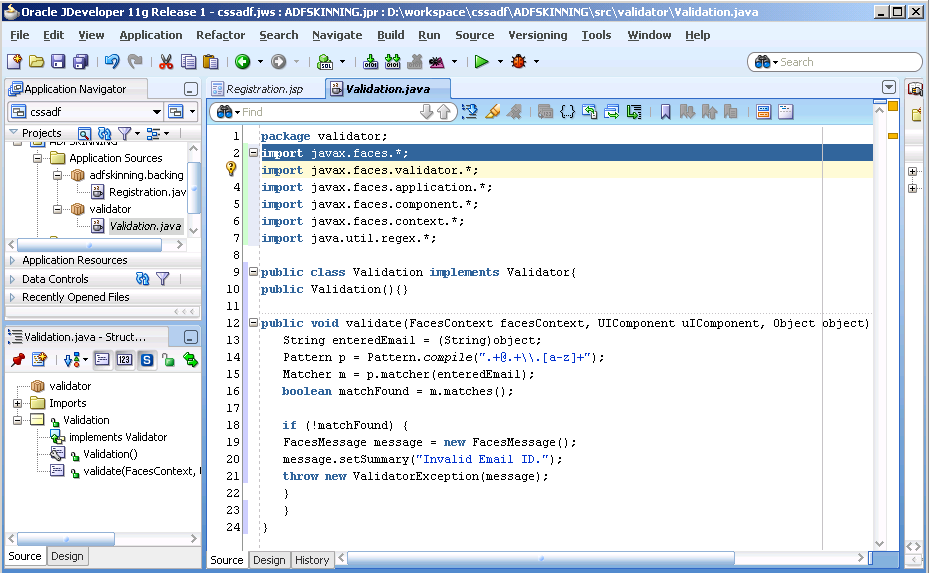 Oracle JDeveloper 11g Release 1 - cssadf.jws : ADFSKINNING.jpr : D:\workspace\cssadf\ADFSKINNING\src\validator\Validation.java
File Edit View Application Refactor Search Navigate Build Run Source Versioning Tools Window Help
Search
Application Navigator
cssadf
Projects
ADFSKINNING
Application Sources
adfskinning.backing
Registration.jav
validator
Validation.java
Application Resources
Data Controls
Recently Opened Files
Validation.java - Struct...
validator
Imports
Validation
implements Validator
Validation()
validate(FacesContext, U
Source Design
Registration.jsp Validation.java
Find
1 package validator;
2 import javax.faces.*;
import javax.faces.validator.*;
4 import javax.faces.application.*;
5 import javax.faces.component.*;
6 import javax.faces.context.*;
7 import java.util.regex.*;
8
9 public class Validation implements Validator{
10 public Validation(){}
11
12 public void validate(FacesContext facesContext, UIComponent uIComponent, Object object)
13 String enteredEmail = (String)object;
14 Pattern p = Pattern.compile(".+@.+\\.[a-z]+");
15 Matcher m = p.matcher(enteredEmail);
16 boolean matchFound = m.matches();
17
18 if (!matchFound) {
19 FacesMessage message = new FacesMessage();
20 message.setSummary("Invalid Email ID.");
21 throw new ValidatorException(message);
22 }
23 }
24 }
Source Design History